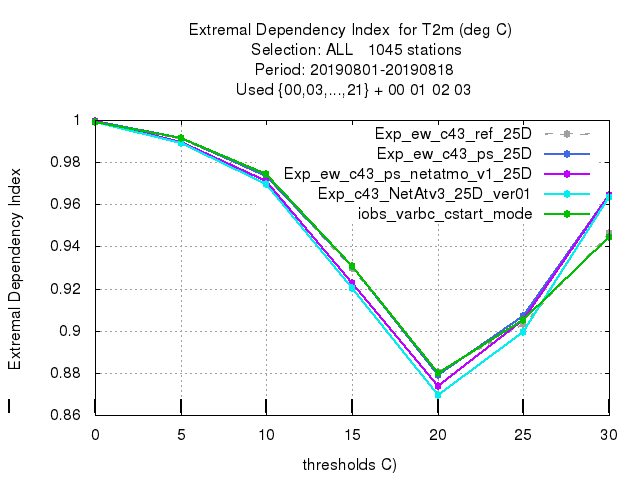 Extremal Dependency Index  for T2m (deg C)
Selection: ALL   1045 stations
Period: 20190801-20190818
Used {00,03,...,21} + 00 01 02 03
Exp_ew_c43_ref_25D
Exp_ew_c43_ps_25D
Exp_ew_c43_ps_netatmo_v1_25D
Exp_c43_NetAtv3_25D_ver01
iobs_varbc_cstart_mode
Extremal Dependency Index
1
0.98
0.96
0.94
0.92
0.9
0.88
0.86
0 5 10 15 20 25 30
thresholds C)